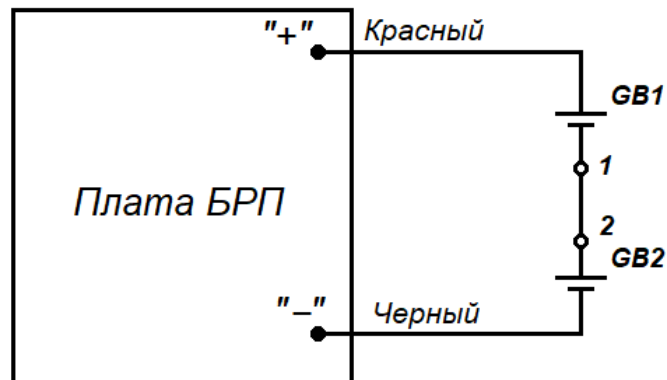 "+"
Красный
GB1
1
Плата БРП
2
GB2
"–"
Черный